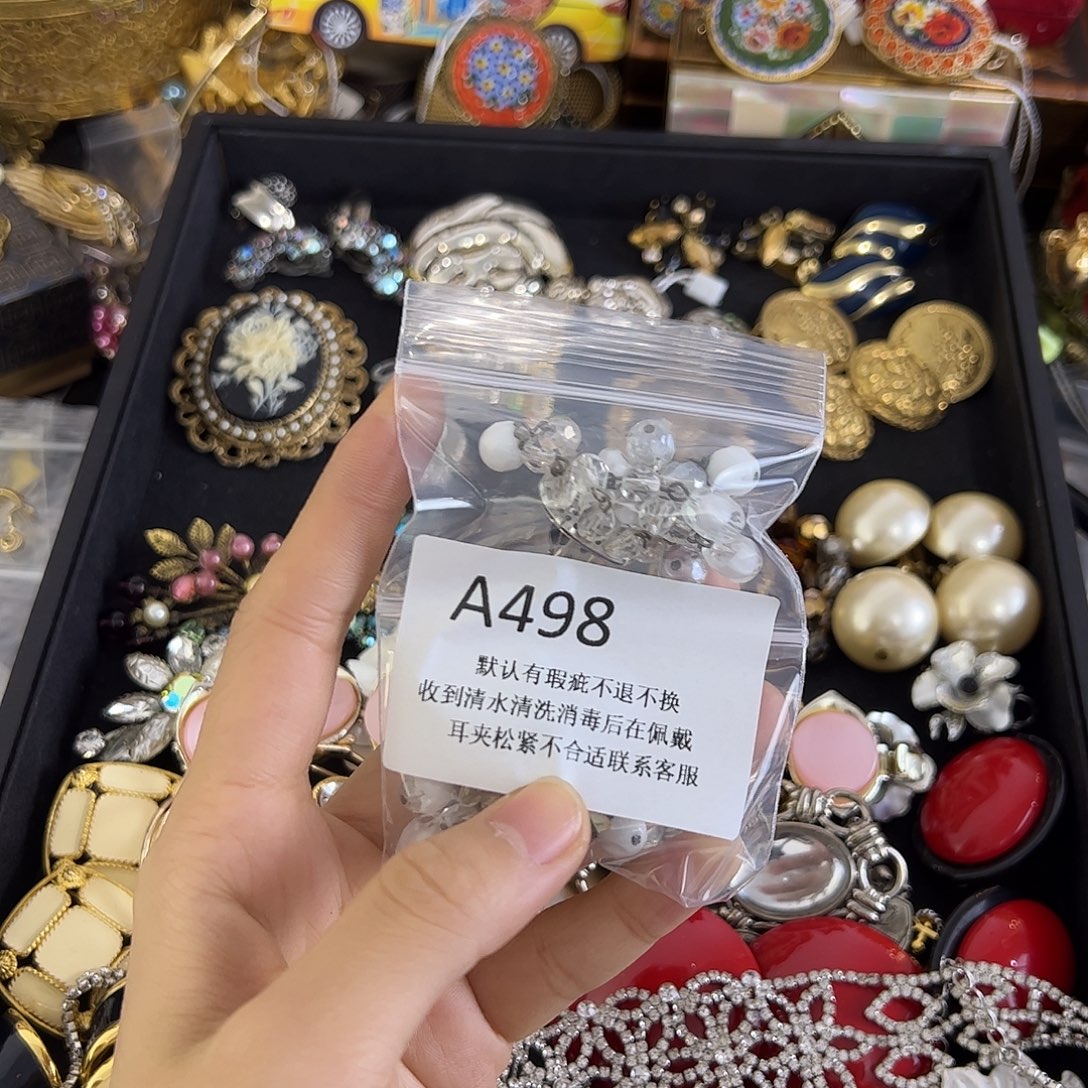 A498
默认有瑕疵不退不换
收到清水清洗消毒后在佩戴
耳夹松紧不合适联系客服